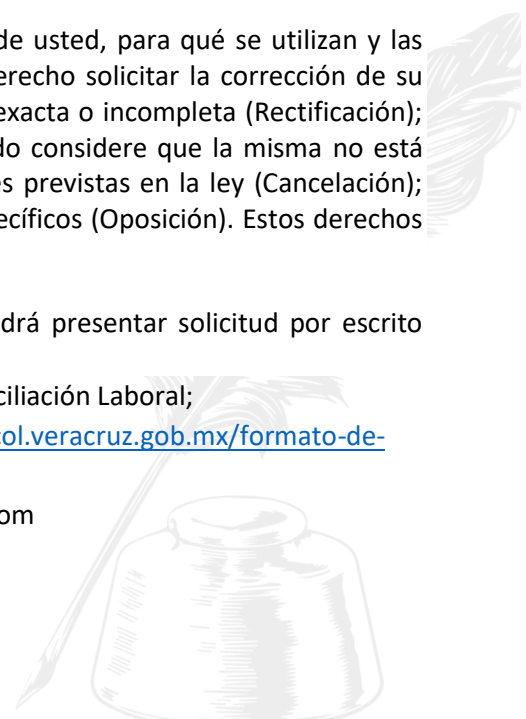 de usted, para qué se utilizan y las
erecho solicitar la corrección de su
exacta o incompleta (Rectificación);
do considere que la misma no está
es previstas en la ley (Cancelación);
ecíficos (Oposición). Estos derechos
drá presentar solicitud por escrito
ciliación Laboral;
col.veracruz.gob.mx/formato-de-
om